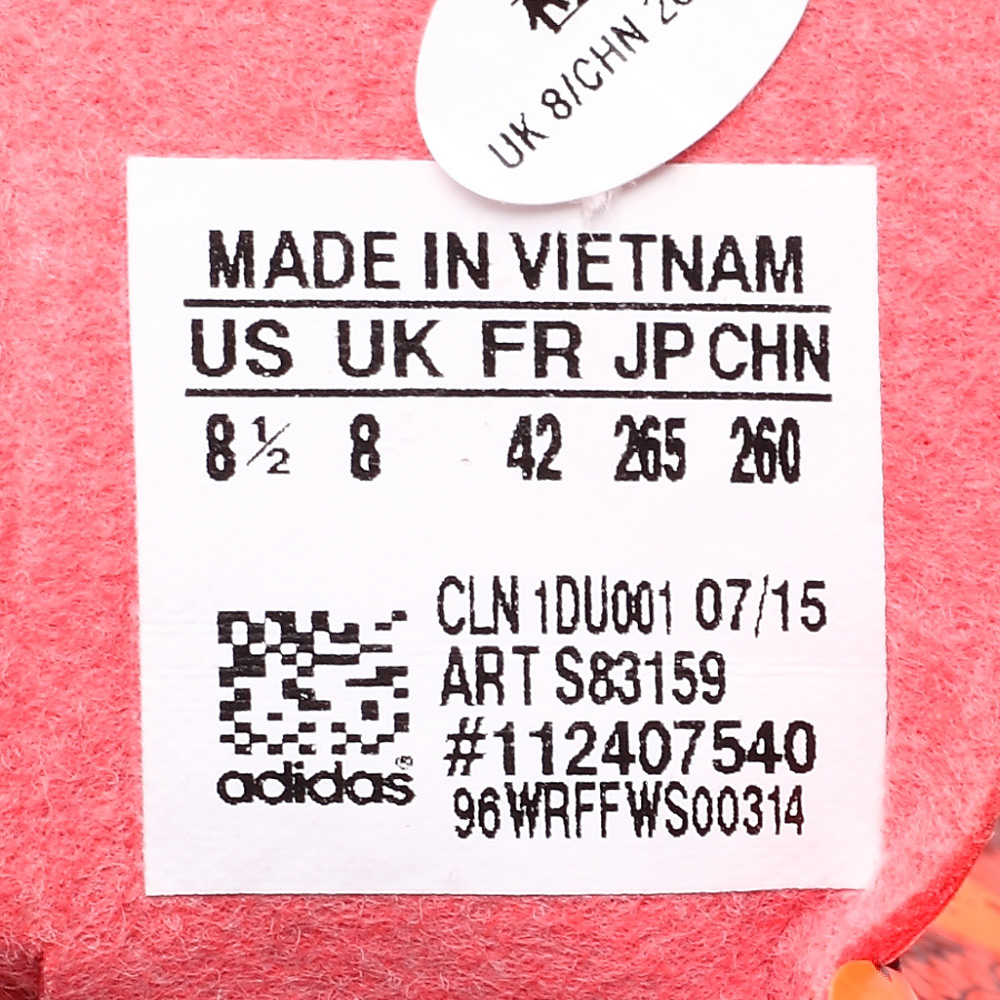 UK 8/CHN
MADE IN VIETNAM
US UK FR JP CHN
8 ½ 8 42 265 260
CLN 1DU001 07/15
ART S83159
#112407540
adidas®
96WRFFWS00314